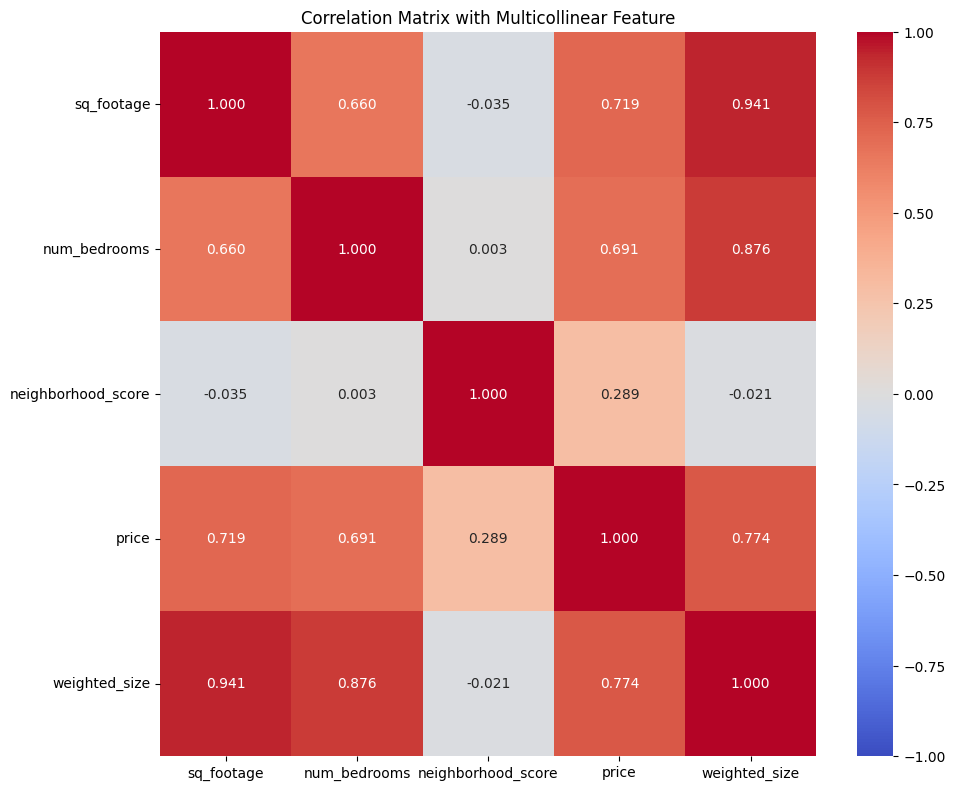 Correlation Matrix with Multicollinear Feature
sq_footage 1.000 0.660 -0.035 0.719 0.941
num_bedrooms 0.660 1.000 0.003 0.691 0.876
neighborhood_score -0.035 0.003 1.000 0.289 -0.021
price 0.719 0.691 0.289 1.000 0.774
weighted_size 0.941 0.876 -0.021 0.774 1.000
sq_footage num_bedrooms neighborhood_score price weighted_size
1.00
0.75
0.50
0.25
0.00
−0.25
−0.50
−0.75
−1.00